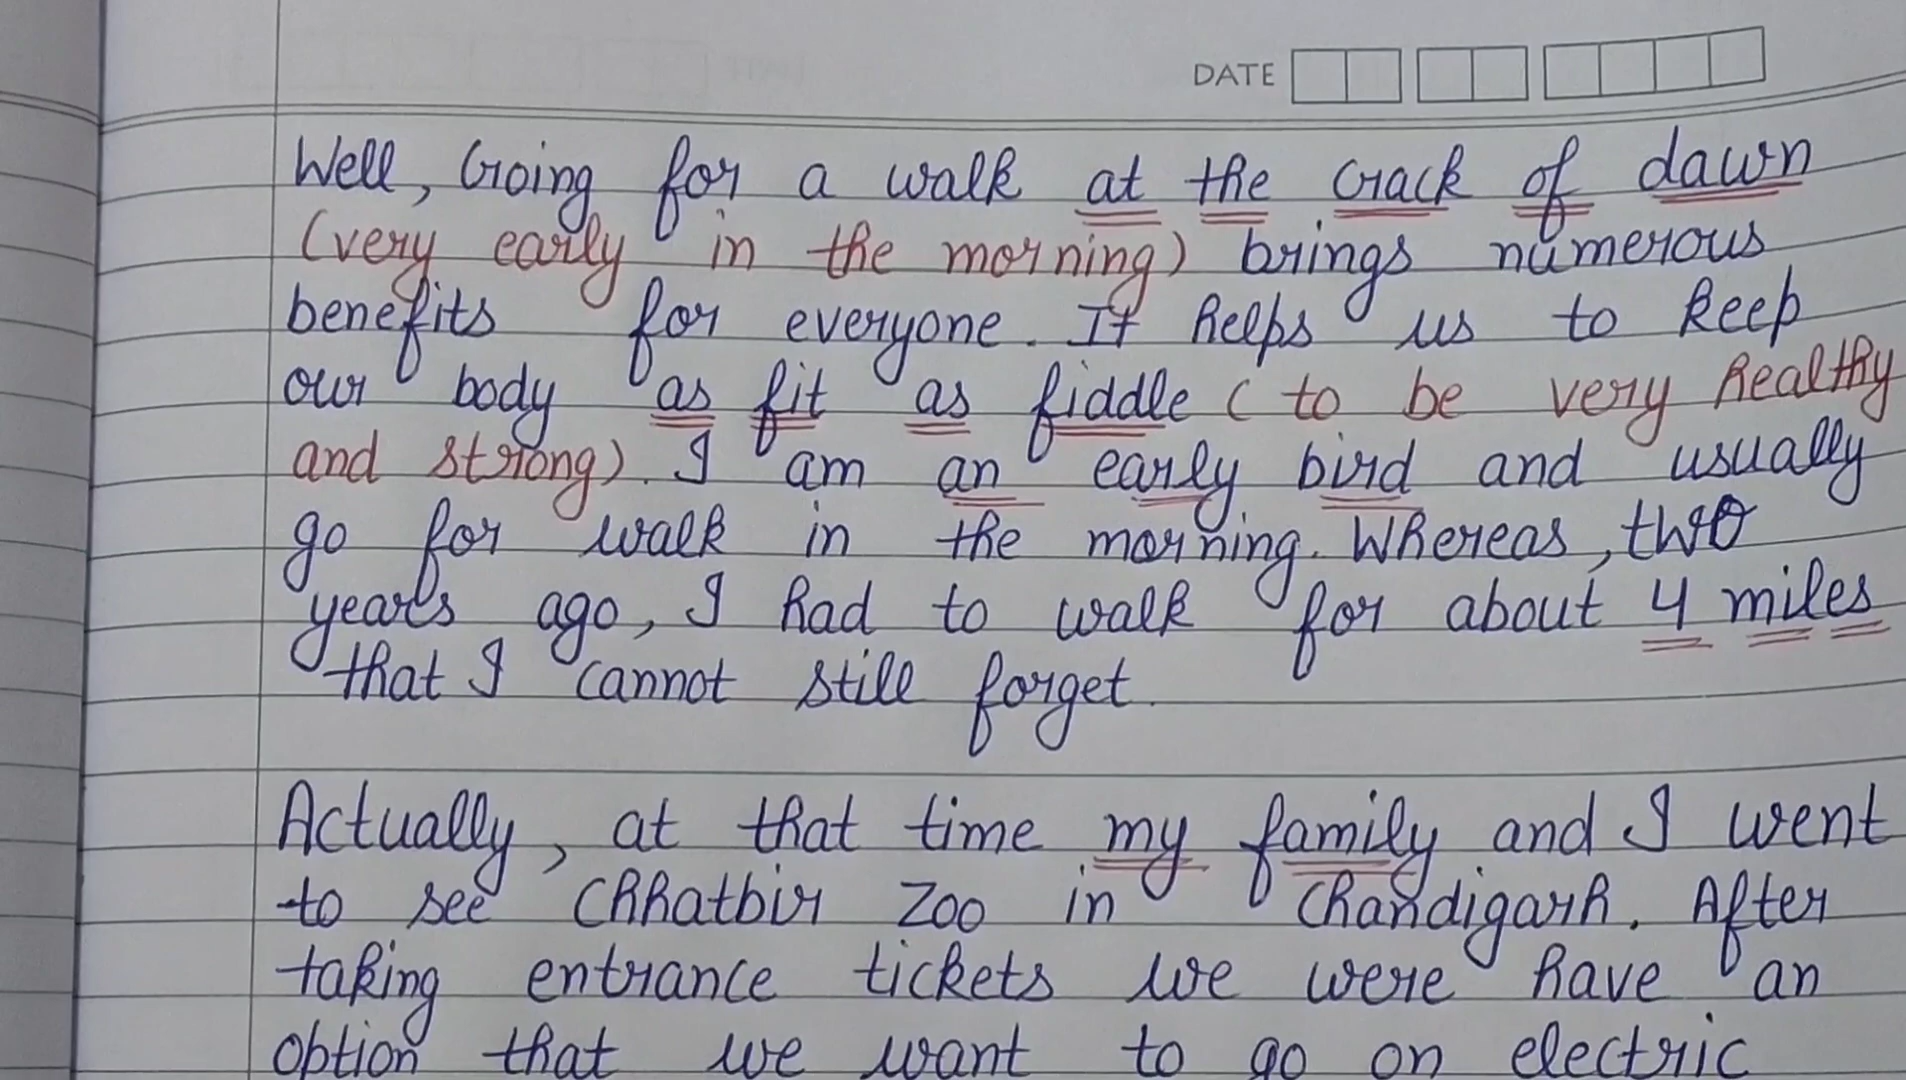 DATE
Well, Going for a walk at the crack of dawn
(very early in the morning) brings numerous
benefits for everyone. It helps us to keep
our body as fit as fiddle ( to be very healthy
and strong). I am an early bird and usually
go for walk in the morning. Whereas, two
years ago, I had to walk for about 4 miles
that I cannot still forget.
Actually, at that time my family and I went
to see Chhatbir Zoo in Chandigarh. After
taking entrance tickets we were have an
option that we want to go on electric